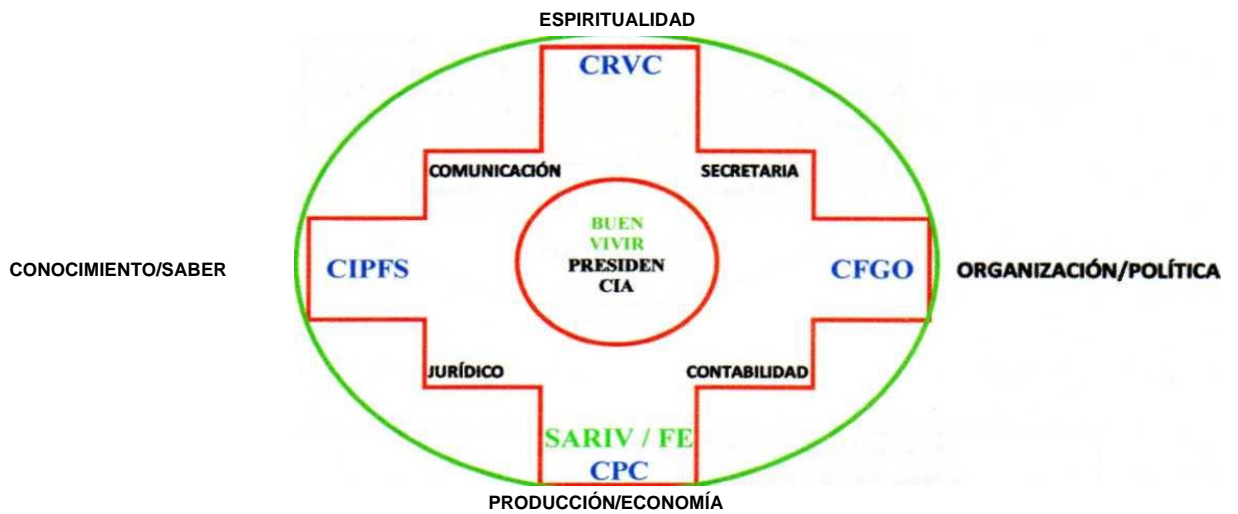 ESPIRITUALIDAD
CRVC
COMUNICACIÓN
SECRETARIA
BUEN
VIVIR
PRESIDEN
CIA
CONOCIMIENTO/SABER
CIPFS
CFGO
ORGANIZACIÓN/POLÍTICA
JURÍDICO
CONTABILIDAD
SARIV / FE
CPC
PRODUCCIÓN/ECONOMÍA